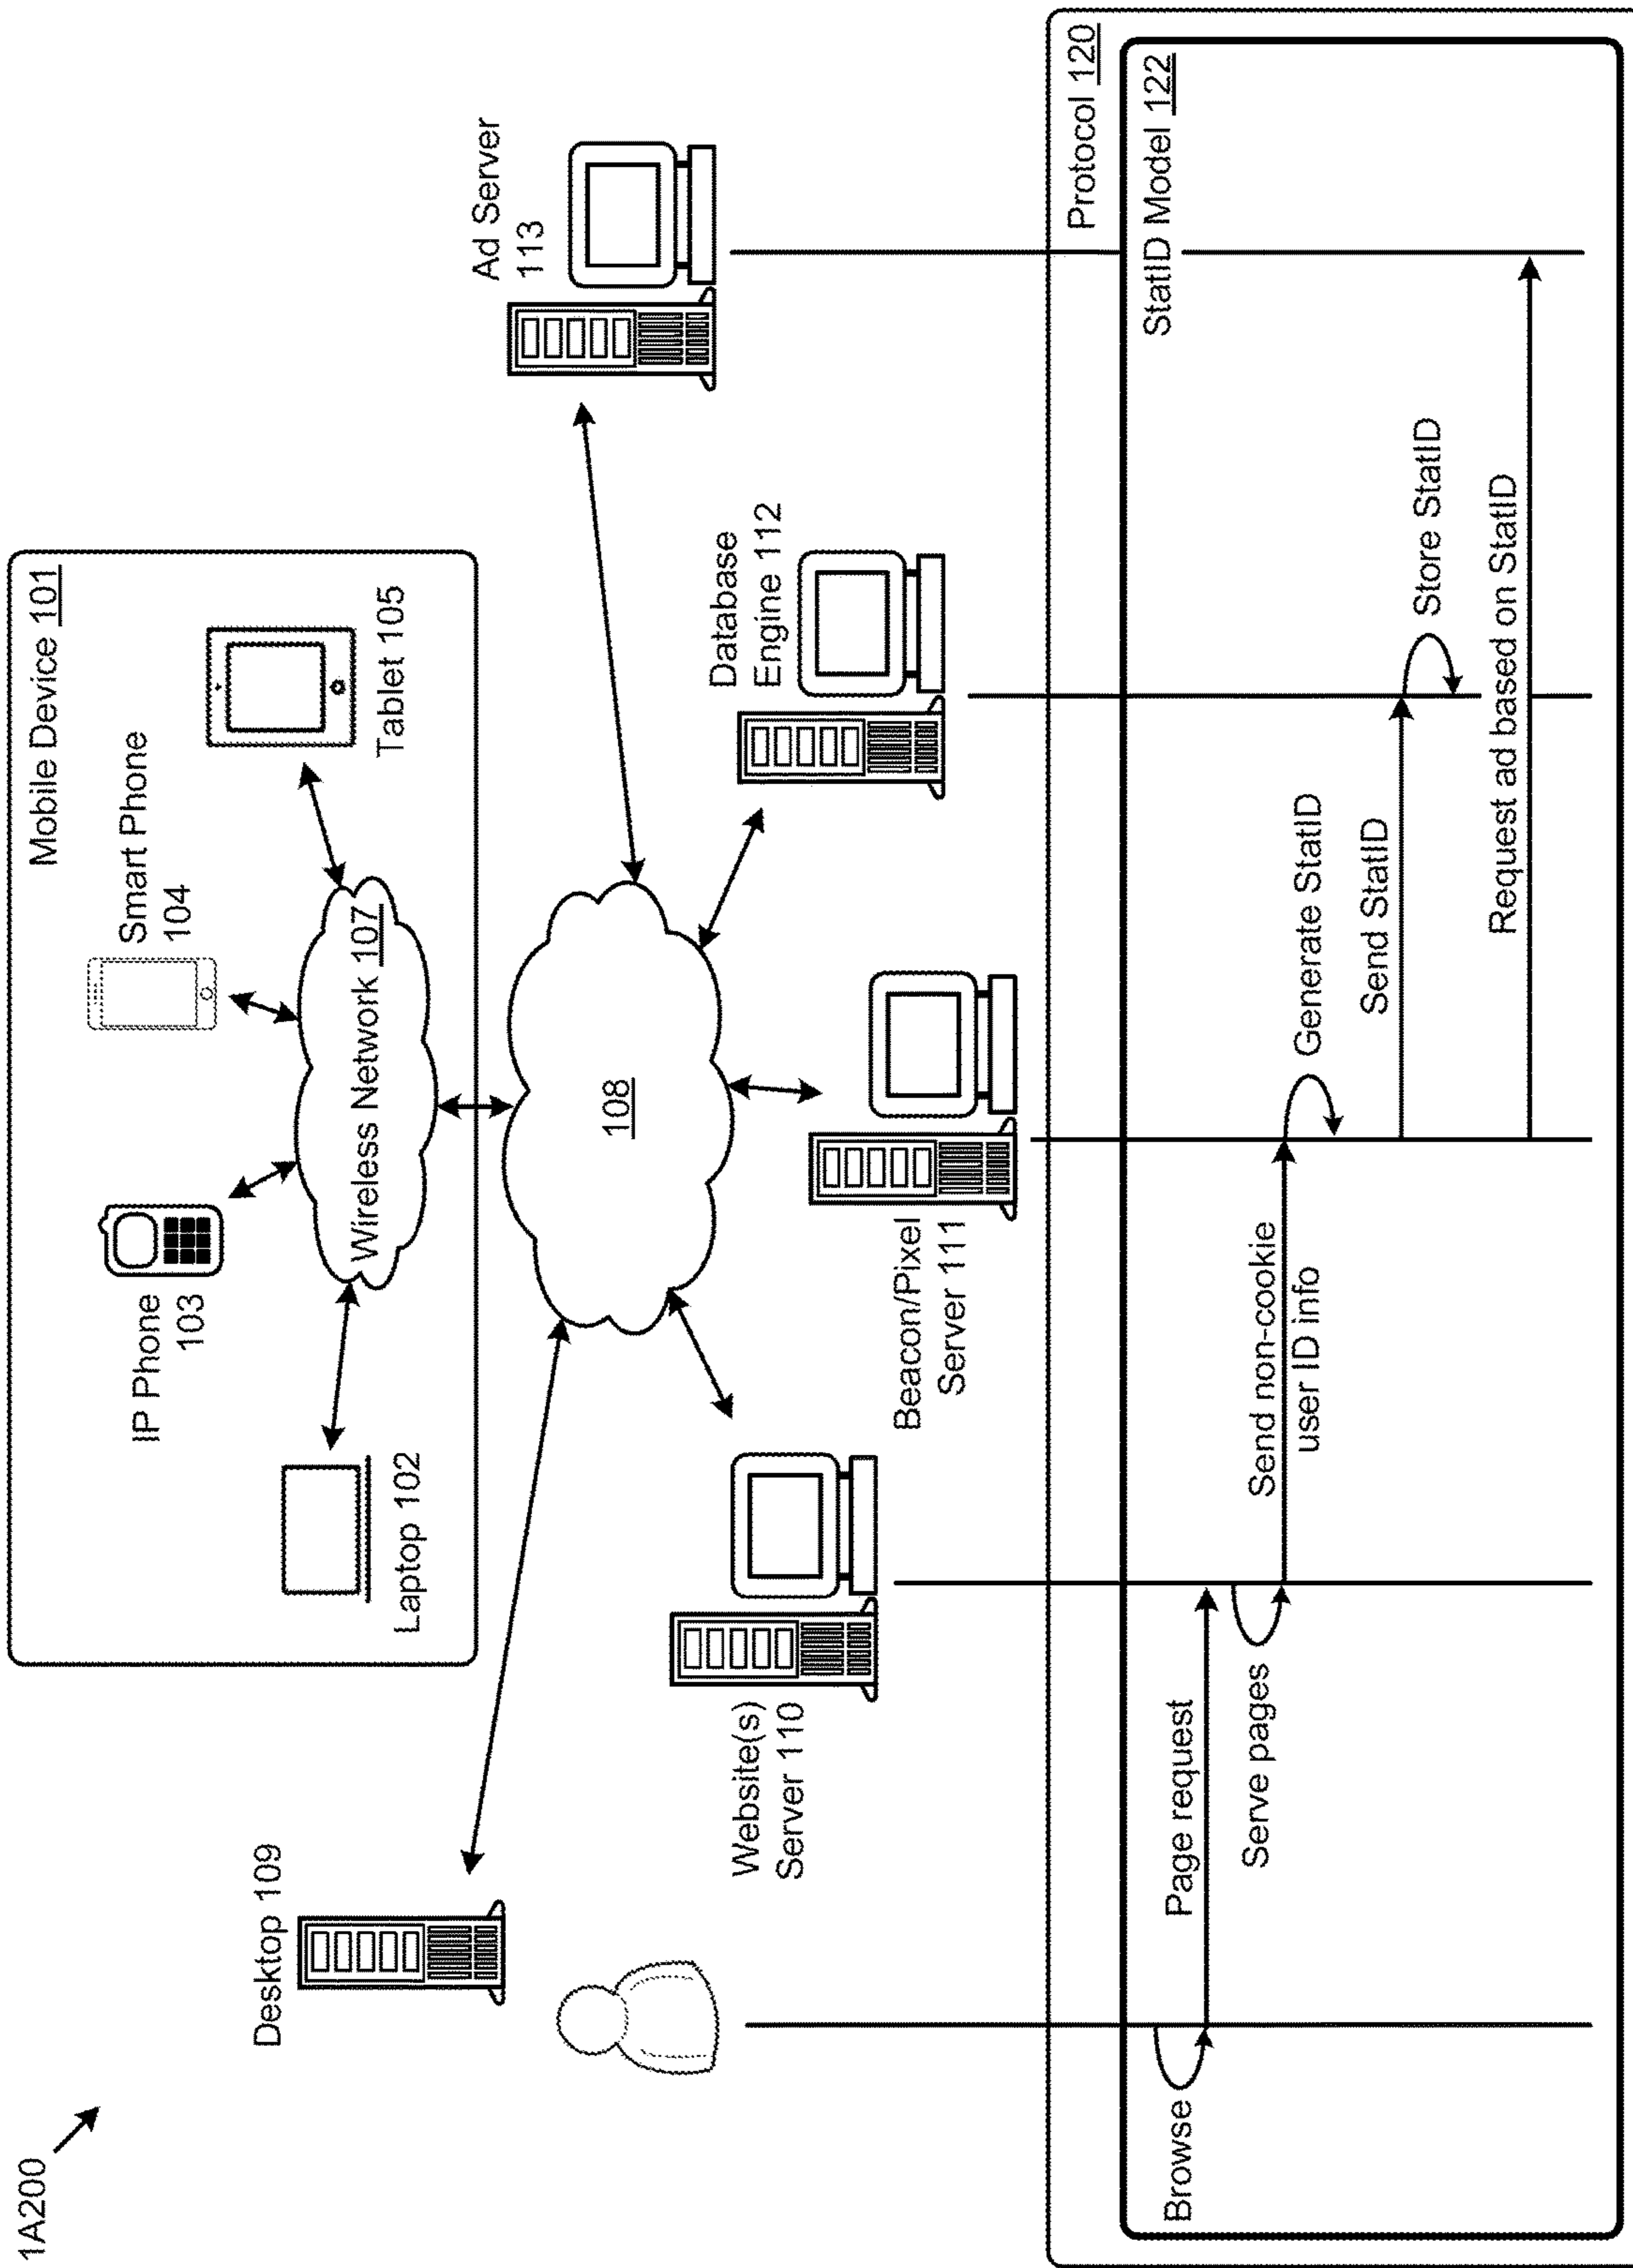 1A200
Mobile Device 101
Smart Phone
104
IP Phone
103
Tablet 105
Laptop 102
Wireless Network 107
Desktop 109
108
Ad Server
113
Database
Engine 112
Website(s)
Server 110
Beacon/Pixel
Server 111
Protocol 120
StatID Model 122
Browse
Page request
Serve pages
Send non-cookie
user ID info
Generate StatID
Send StatID
Store StatID
Request ad based on StatID